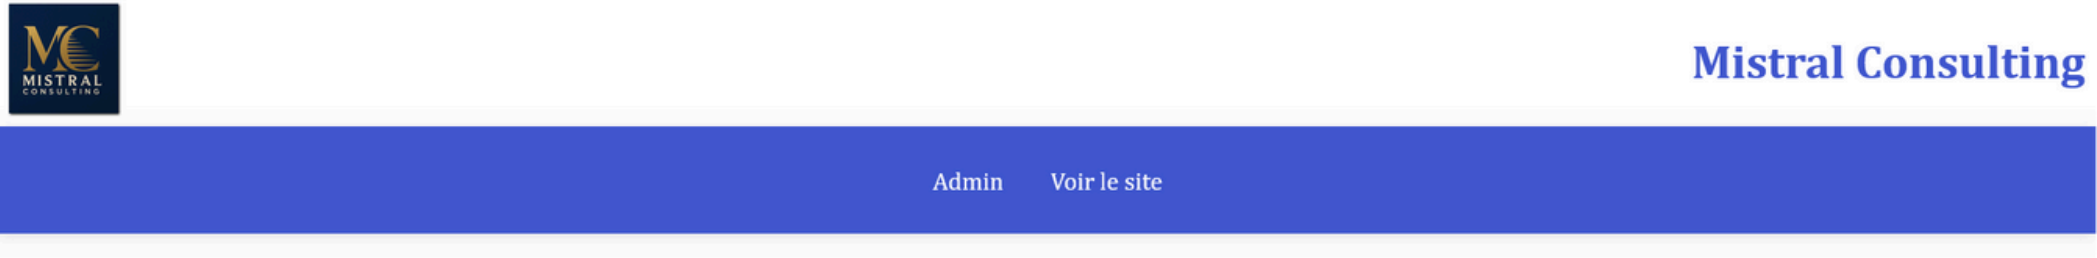 MC
MISTRAL
CONSULTING
Mistral Consulting
Admin Voir le site